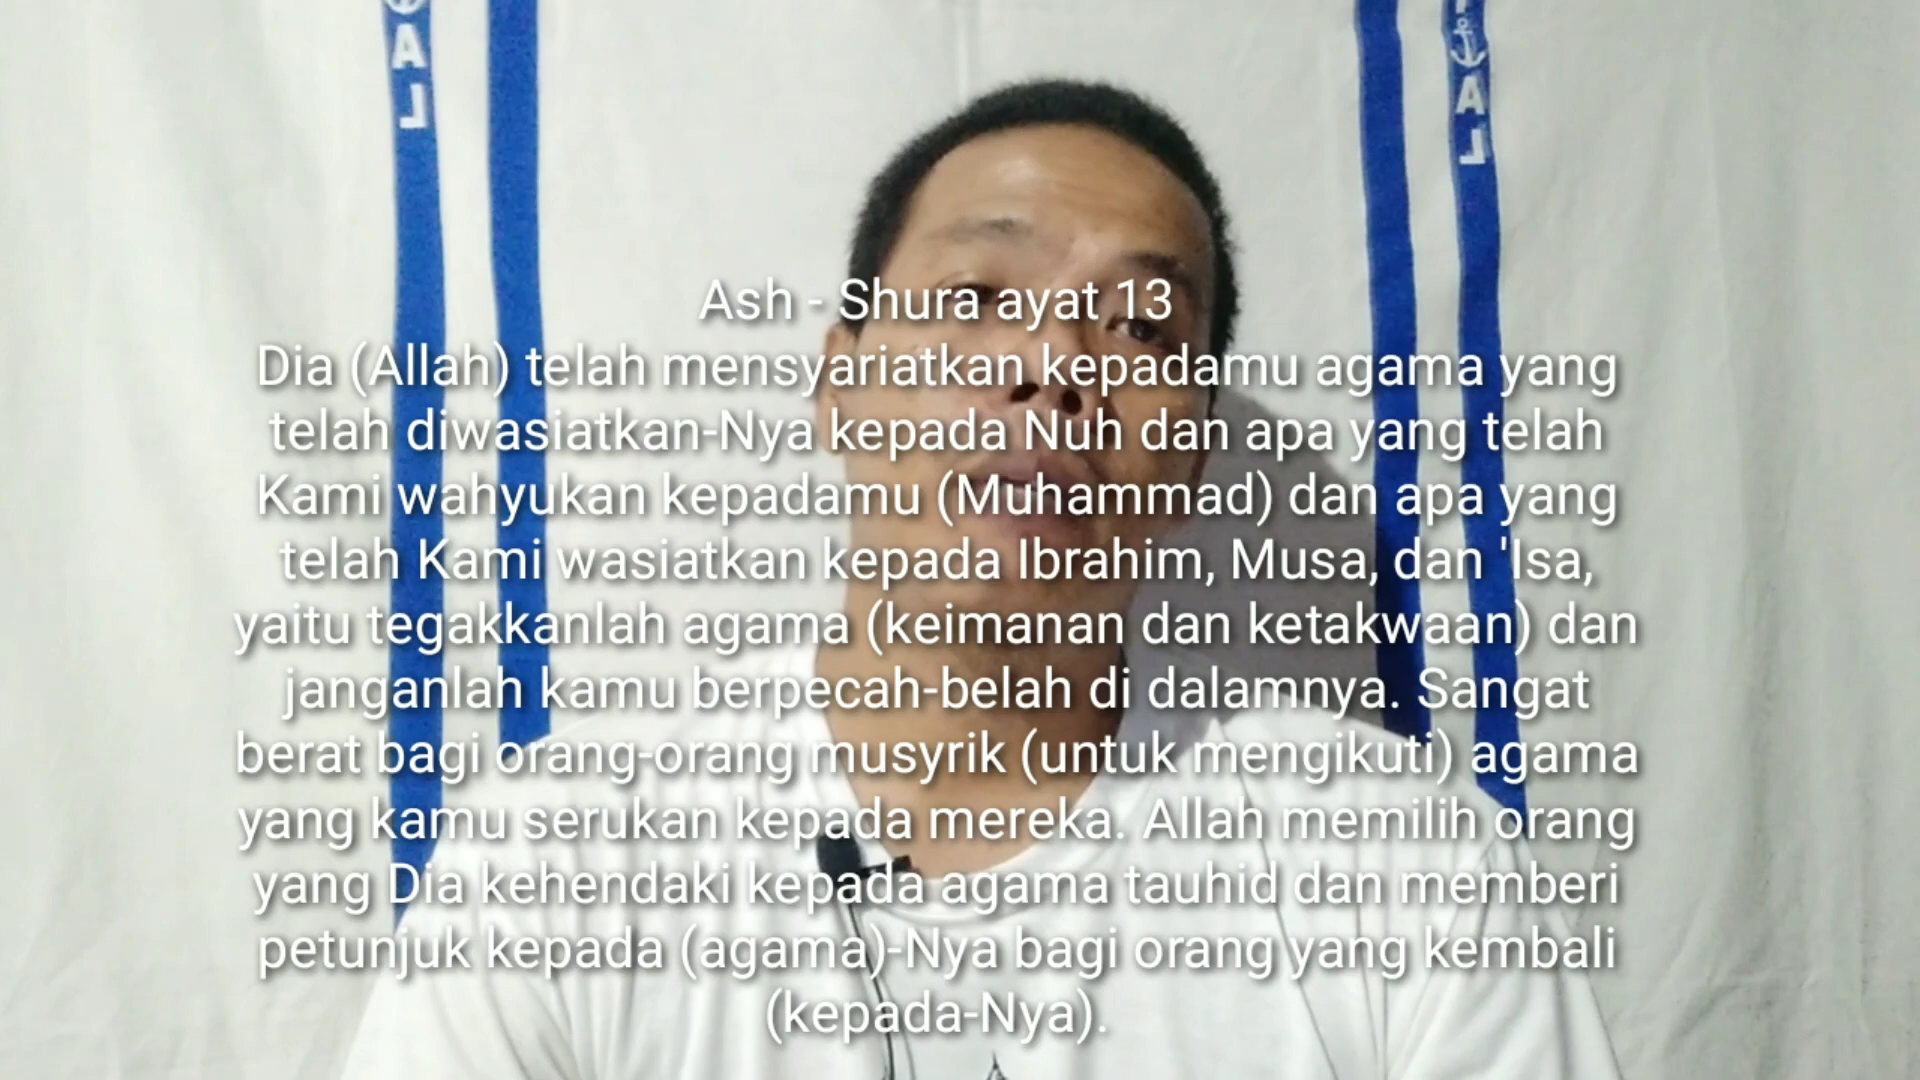 A
L
A
L
Ash - Shura ayat 13
Dia (Allah) telah mensyariatkan kepadamu agama yang
telah diwasiatkan-Nya kepada Nuh dan apa yang telah
Kami wahyukan kepadamu (Muhammad) dan apa yang
telah Kami wasiatkan kepada Ibrahim, Musa, dan 'Isa,
yaitu tegakkanlah agama (keimanan dan ketakwaan) dan
janganlah kamu berpecah-belah di dalamnya. Sangat
berat bagi orang-orang musyrik (untuk mengikuti) agama
yang kamu serukan kepada mereka. Allah memilih orang
yang Dia kehendaki kepada agama tauhid dan memberi
petunjuk kepada (agama)-Nya bagi orang yang kembali
(kepada-Nya).